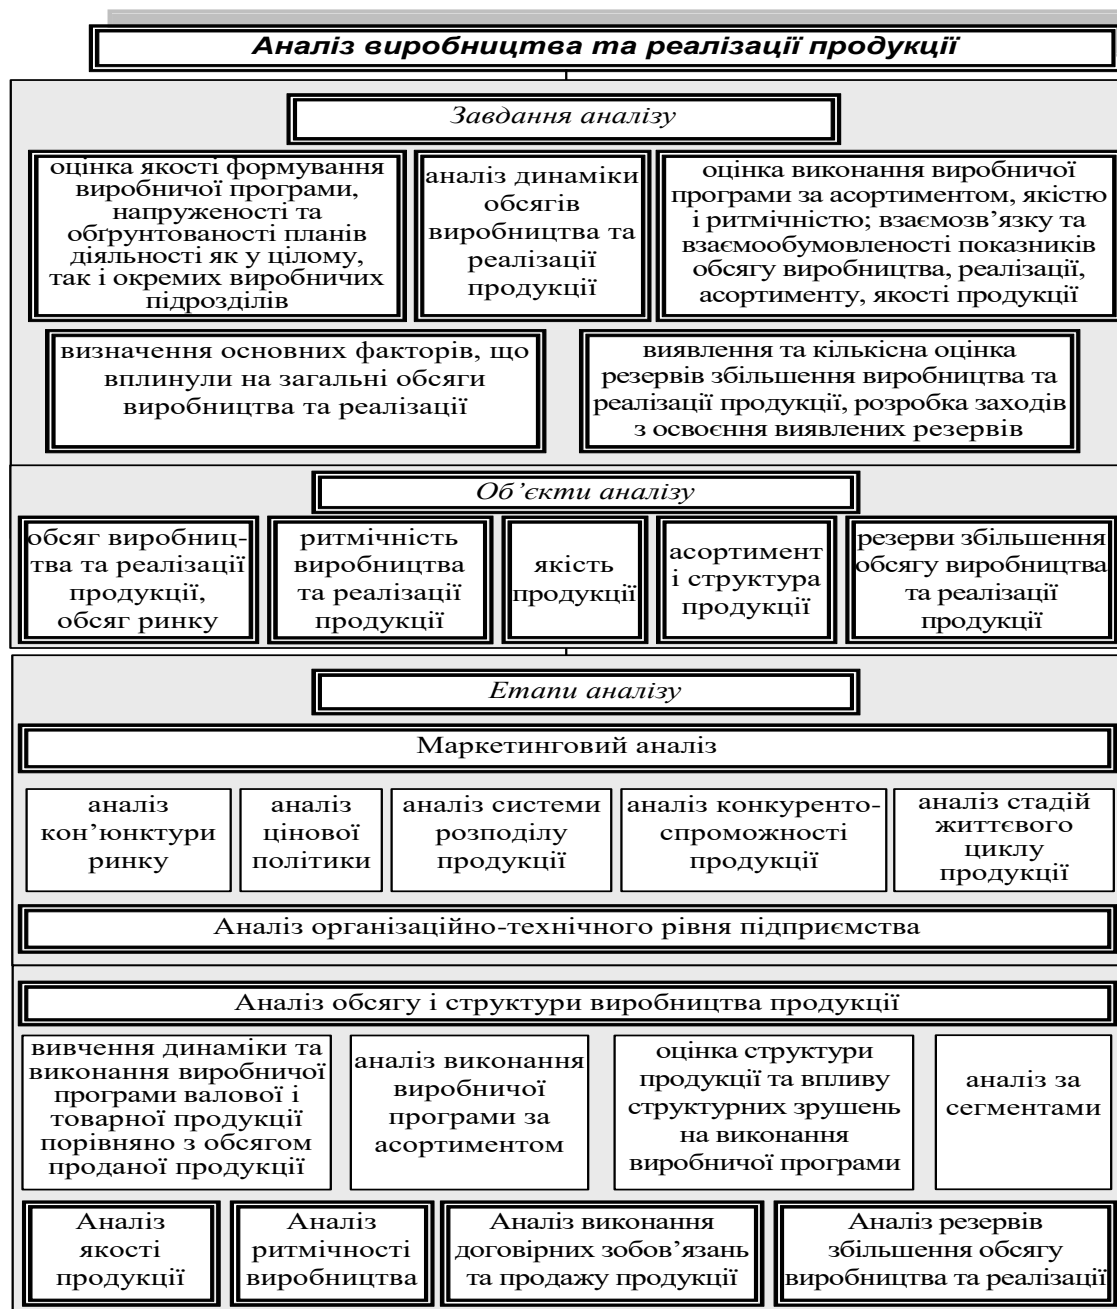 Аналіз виробництва та реалізації продукції
Завдання аналізу
оцінка якості формування
виробничої програми,
напруженості та
обґрунтованості планів
діяльності як у цілому,
так і окремих виробничих
підрозділів
аналіз динаміки
обсягів
виробництва та
реалізації
продукції
оцінка виконання виробничої
програми за асортиментом, якістю
і ритмічністю; взаємозв’язку та
взаємообумовленості показників
обсягу виробництва, реалізації,
асортименту, якості продукції
визначення основних факторів, що
вплинули на загальні обсяги
виробництва та реалізації
виявлення та кількісна оцінка
резервів збільшення виробництва та
реалізації продукції, розробка заходів
з освоєння виявлених резервів
Об’єкти аналізу
обсяг виробниц-
тва та реалізації
продукції,
обсяг ринку
ритмічність
виробництва
та реалізації
продукції
якість
продукції
асортимент
і структура
продукції
резерви збільшення
обсягу виробництва
та реалізації
продукції
Етапи аналізу
Маркетинговий аналіз
аналіз
кон’юнктури
ринку
аналіз
цінової
політики
аналіз системи
розподілу
продукції
аналіз конкуренто-
спроможності
продукції
аналіз стадій
життєвого
циклу
продукції
Аналіз організаційно-технічного рівня підприємства
Аналіз обсягу і структури виробництва продукції
вивчення динаміки та
виконання виробничої
програми валової і
товарної продукції
порівняно з обсягом
проданої продукції
аналіз виконання
виробничої
програми за
асортиментом
оцінка структури
продукції та впливу
структурних зрушень
на виконання
виробничої програми
аналіз за
сегментами
Аналіз
якості
продукції
Аналіз
ритмічності
виробництва
Аналіз виконання
договірних зобов’язань
та продажу продукції
Аналіз резервів
збільшення обсягу
виробництва та реалізації